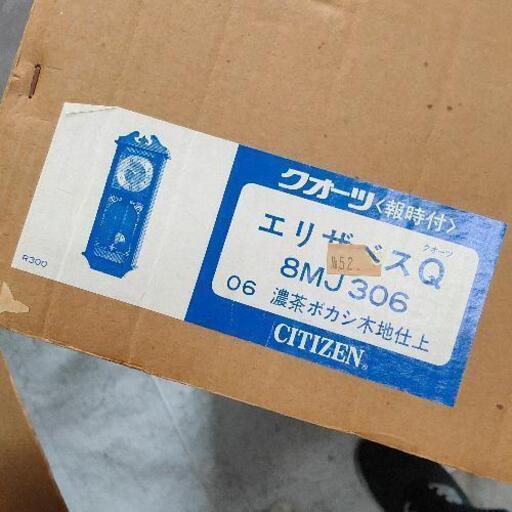 クオーツ〈報時付〉
エリザベスQ
クオーツ
8MJ306
06 濃茶ボカシ木地仕上
CITIZEN
R300